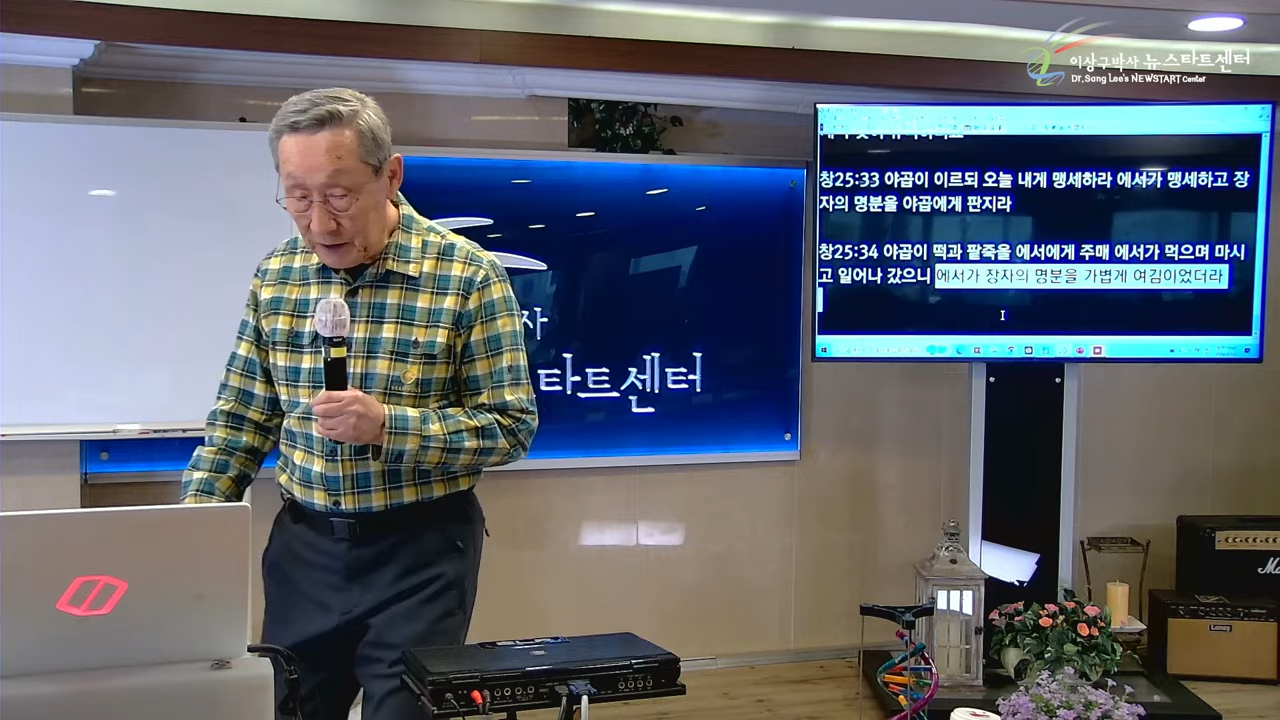 이상구박사 뉴스타트센터
Dr. Sang Lee's NEWSTART Center
창25:33 야곱이 이르되 오늘 내게 맹세하라 에서가 맹세하고 장
자의 명분을 야곱에게 판지라
창25:34 야곱이 떡과 팥죽을 에서에게 주매 에서가 먹으며 마시
고 일어나 갔으니 에서가 장자의 명분을 가볍게 여김이었더라
사
타트센터
Laney